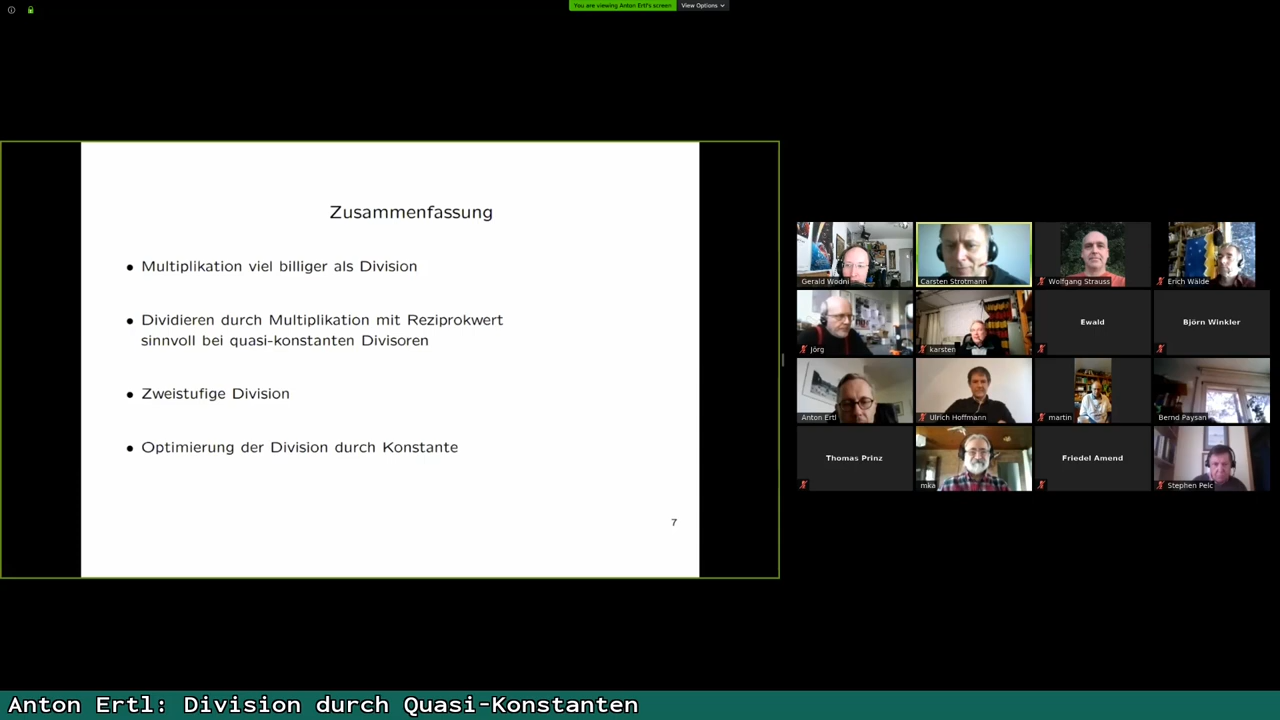 You are viewing Anton Ertl's screen
View Options
Zusammenfassung
• Multiplikation viel billiger als Division
• Dividieren durch Multiplikation mit Reziprokwert
sinnvoll bei quasi-konstanten Divisoren
• Zweistufige Division
• Optimierung der Division durch Konstante
7
Gerald Wodni
Carsten Strotmann
Wolfgang Strauss
Erich Wälde
Jörg
karsten
Ewald
Björn Winkler
Anton Ertl
Ulrich Hoffmann
martin
Bernd Paysan
Thomas Prinz
mka
Friedel Amend
Stephen Pelc
Anton Ertl: Division durch Quasi-Konstanten